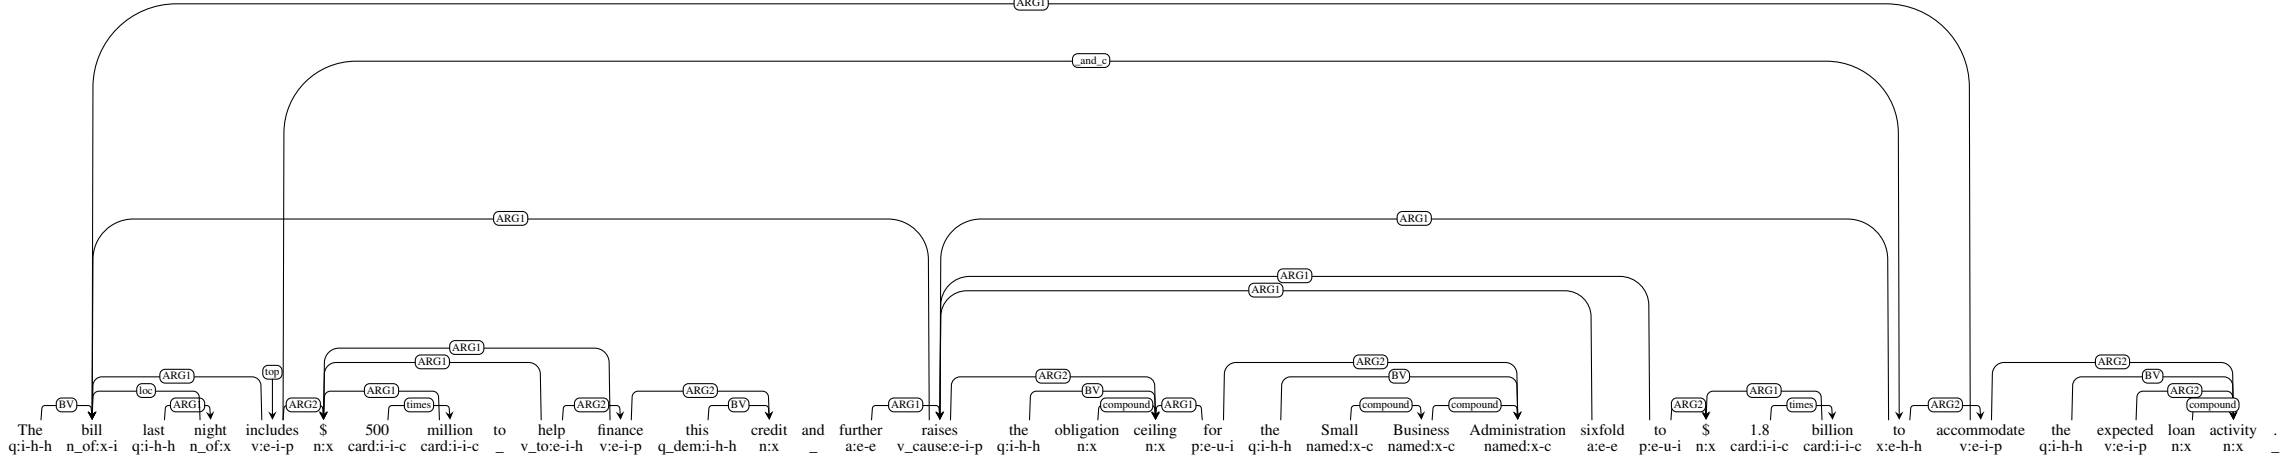 ARG1
_and_c
ARG1 ARG1
ARG1
ARG1
ARG1 ARG1 ARG2 ARG2
top
ARG1 ARG2 BV BV
loc ARG1 ARG2 BV ARG1 ARG2
BV ARG1 ARG2 times ARG2 BV ARG1 compound ARG1 compound compound ARG2 times ARG2 compound
The bill last night includes $ 500 million to help finance this credit and further raises the obligation ceiling for the Small Business Administration sixfold to $ 1.8 billion to accommodate the expected loan activity .
q:i-h-h n_of:x-i q:i-h-h n_of:x v:e-i-p n:x card:i-i-c card:i-i-c _ v_to:e-i-h v:e-i-p q_dem:i-h-h n:x _ a:e-e v_cause:e-i-p q:i-h-h n:x n:x p:e-u-i q:i-h-h named:x-c named:x-c named:x-c a:e-e p:e-u-i n:x card:i-i-c card:i-i-c x:e-h-h v:e-i-p q:i-h-h v:e-i-p n:x n:x _